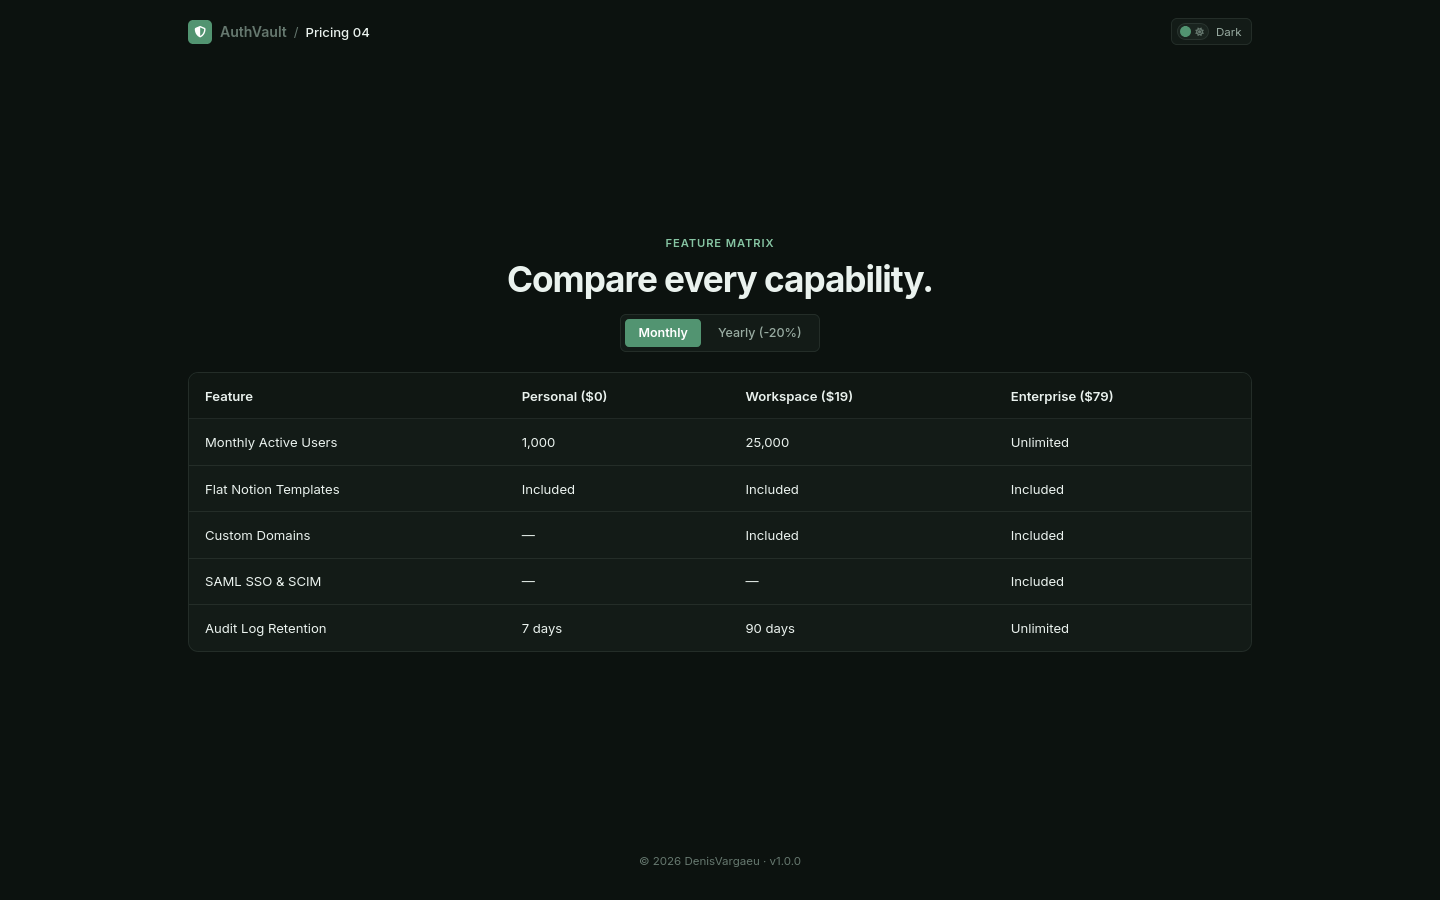 AuthVault / Pricing 04
Dark
FEATURE MATRIX
Compare every capability.
Monthly Yearly (-20%)
Feature Personal ($0) Workspace ($19) Enterprise ($79)
Monthly Active Users 1,000 25,000 Unlimited
Flat Notion Templates Included Included Included
Custom Domains — Included Included
SAML SSO & SCIM — — Included
Audit Log Retention 7 days 90 days Unlimited
© 2026 DenisVargaeu · v1.0.0